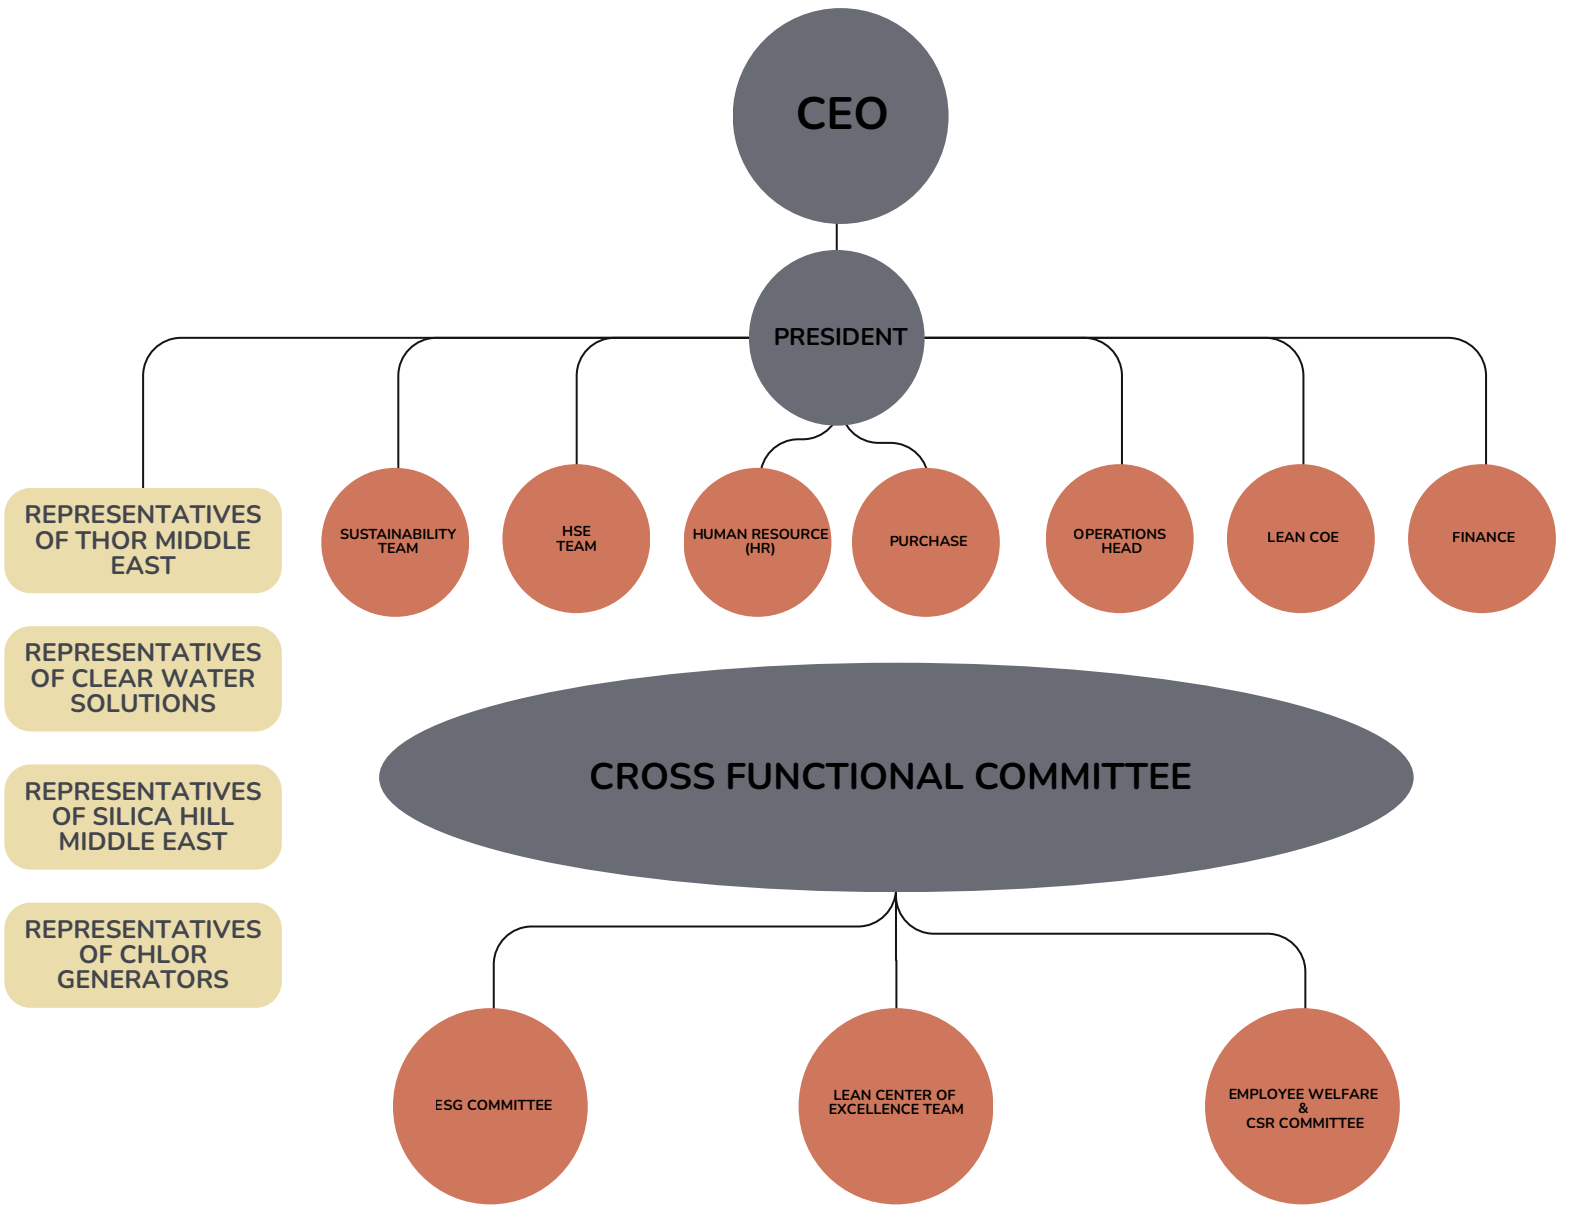 CEO
PRESIDENT
REPRESENTATIVES
OF THOR MIDDLE
EAST
SUSTAINABILITY
TEAM
HSE
TEAM
HUMAN RESOURCE
(HR)
PURCHASE
OPERATIONS
HEAD
LEAN COE
FINANCE
REPRESENTATIVES
OF CLEAR WATER
SOLUTIONS
REPRESENTATIVES
OF SILICA HILL
MIDDLE EAST
REPRESENTATIVES
OF CHLOR
GENERATORS
CROSS FUNCTIONAL COMMITTEE
ESG COMMITTEE
LEAN CENTER OF
EXCELLENCE TEAM
EMPLOYEE WELFARE
&
CSR COMMITTEE